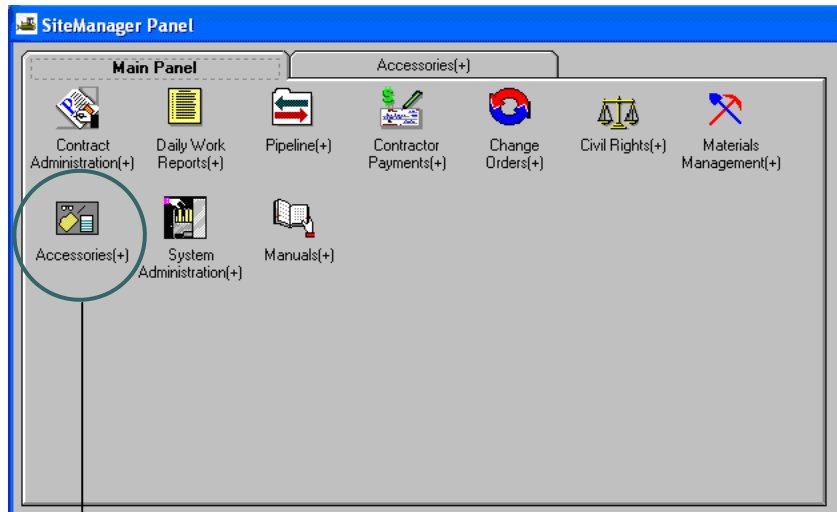 SiteManager Panel
Main Panel
Accessories(+)
Contract
Administration(+)
Daily Work
Reports(+)
Pipeline(+)
Contractor
Payments(+)
Change
Orders(+)
Civil Rights(+)
Materials
Management(+)
Accessories(+)
System
Administration(+)
Manuals(+)